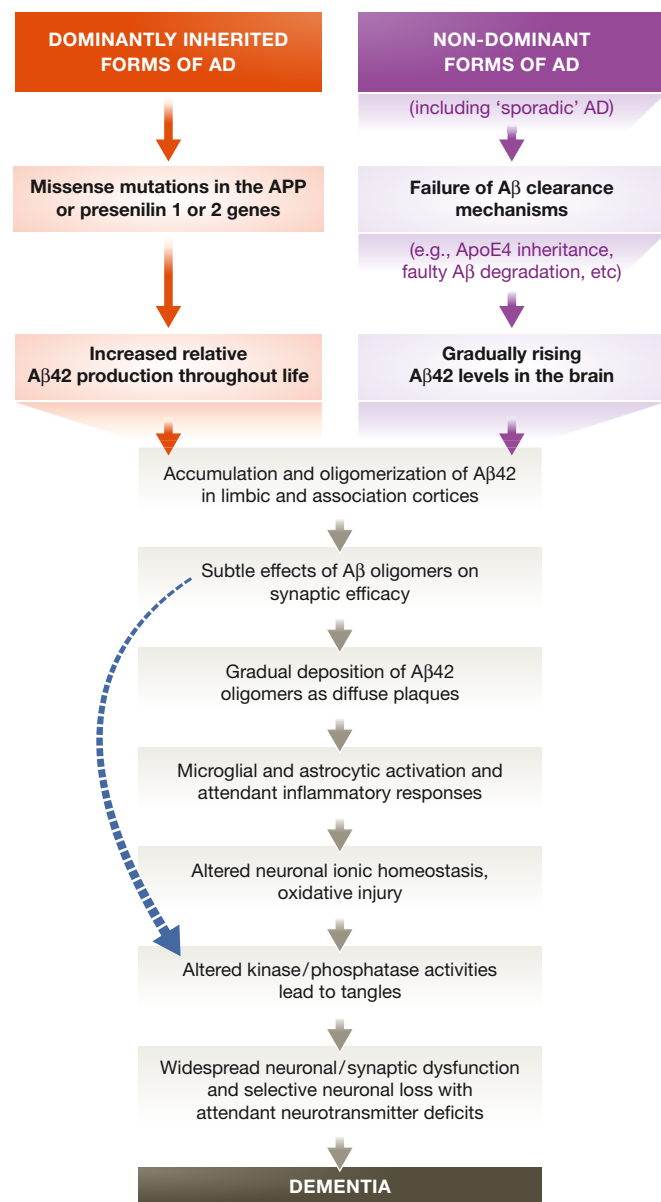 DOMINANTLY INHERITED
FORMS OF AD
NON-DOMINANT
FORMS OF AD
(including ‘sporadic’ AD)
Missense mutations in the APP
or presenilin 1 or 2 genes
Failure of Aβ clearance
mechanisms
(e.g., ApoE4 inheritance,
faulty Aβ degradation, etc)
Increased relative
Aβ42 production throughout life
Gradually rising
Aβ42 levels in the brain
Accumulation and oligomerization of Aβ42
in limbic and association cortices
Subtle effects of Aβ oligomers on
synaptic efficacy
Gradual deposition of Aβ42
oligomers as diffuse plaques
Microglial and astrocytic activation and
attendant inflammatory responses
Altered neuronal ionic homeostasis,
oxidative injury
Altered kinase/phosphatase activities
lead to tangles
Widespread neuronal/synaptic dysfunction
and selective neuronal loss with
attendant neurotransmitter deficits
DEMENTIA